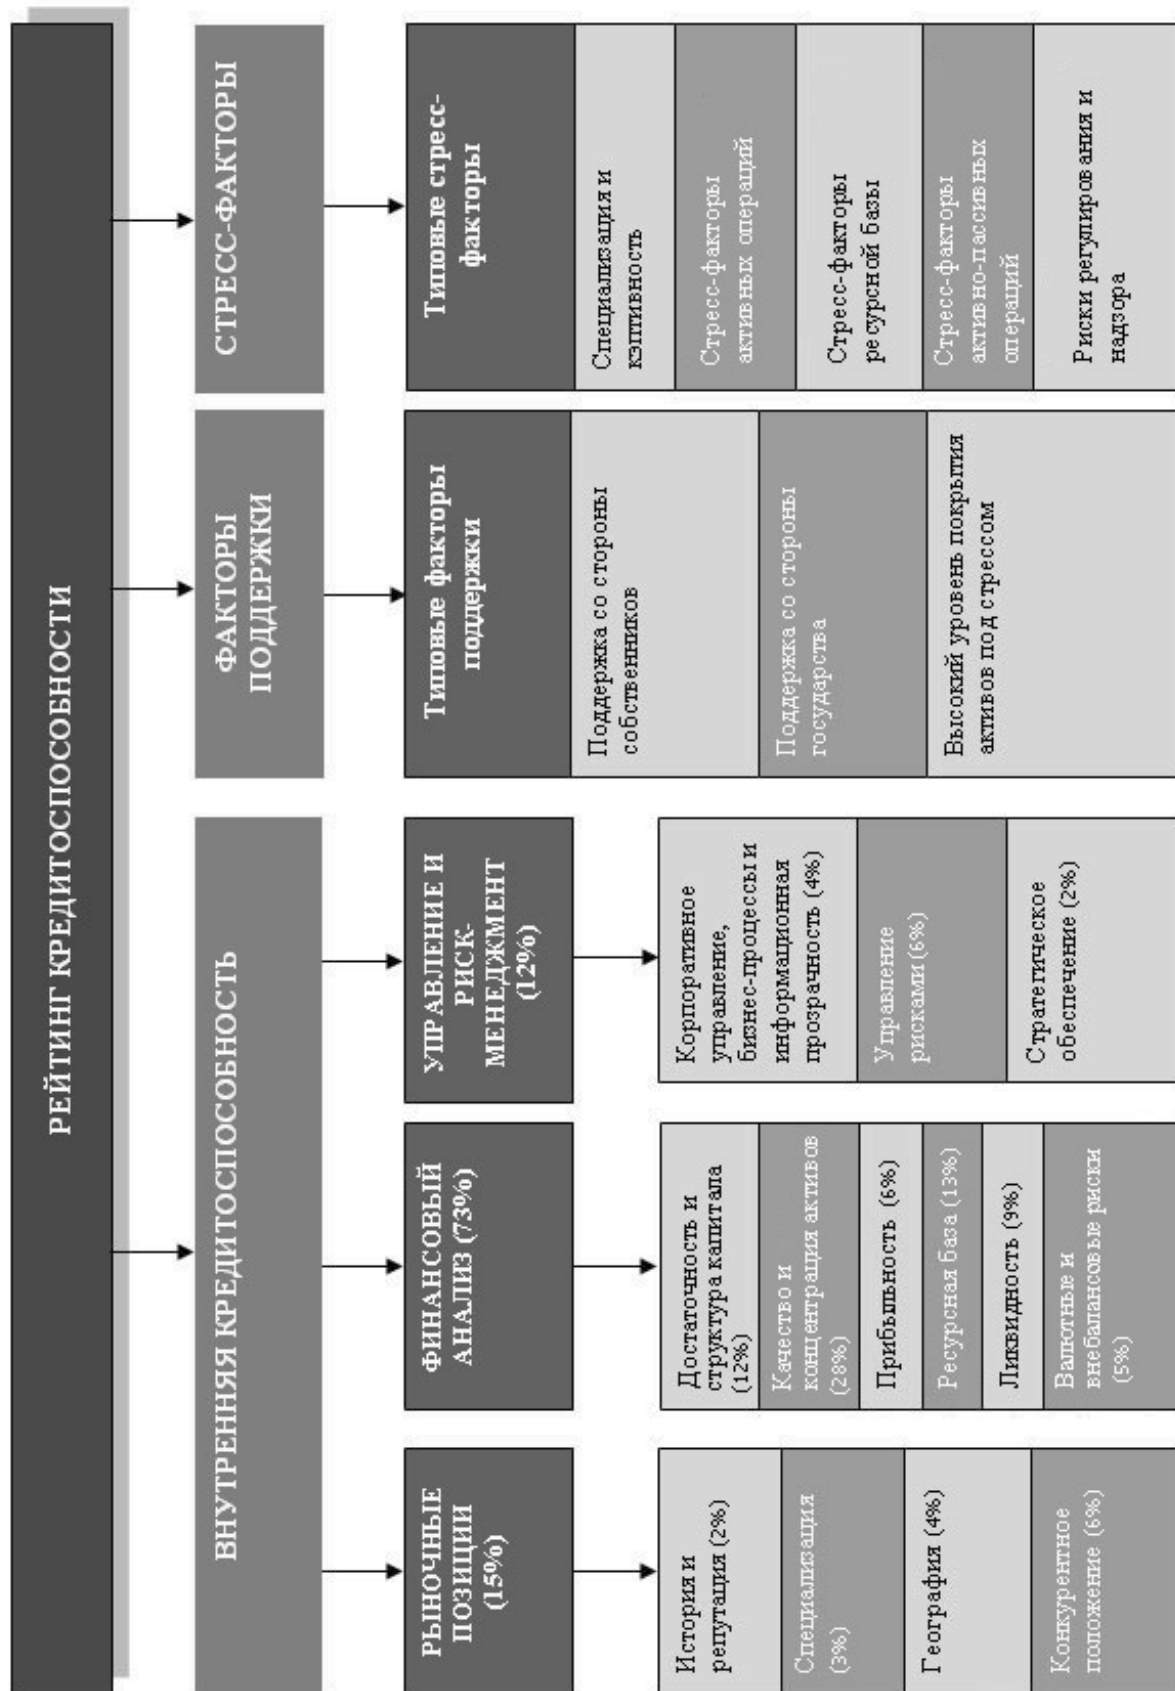 РЕЙТИНГ КРЕДИТОСПОСОБНОСТИ
ВНУТРЕННЯЯ КРЕДИТОСПОСОБНОСТЬ
ФАКТОРЫ
ПОДДЕРЖКИ
СТРЕСС-ФАКТОРЫ
РЫНОЧНЫЕ
ПОЗИЦИИ
(15%)
ФИНАНСОВЫЙ
АНАЛИЗ (73%)
УПРАВЛЕНИЕ И
РИСК-
МЕНЕДЖМЕНТ
(12%)
Типовые факторы
поддержки
Типовые стресс-
факторы
История и
репутация (2%)
Специализация
(3%)
География (4%)
Конкурентное
положение (6%)
Достаточность и
структура капитала
(12%)
Качество и
концентрация активов
(28%)
Прибыльность (6%)
Ресурсная база (13%)
Ликвидность (9%)
Валютные и
внебалансовые риски
(5%)
Корпоративное
управление,
бизнес-процессы и
информационная
прозрачность (4%)
Управление
рисками (6%)
Стратегическое
обеспечение (2%)
Поддержка со стороны
собственников
Поддержка со стороны
государства
Высокий уровень покрытия
активов под стрессом
Специализация и
кэптивность
Стресс-факторы
активных операций
Стресс-факторы
ресурсной базы
Стресс-факторы
активно-пассивных
операций
Риски регулирования и
надзора